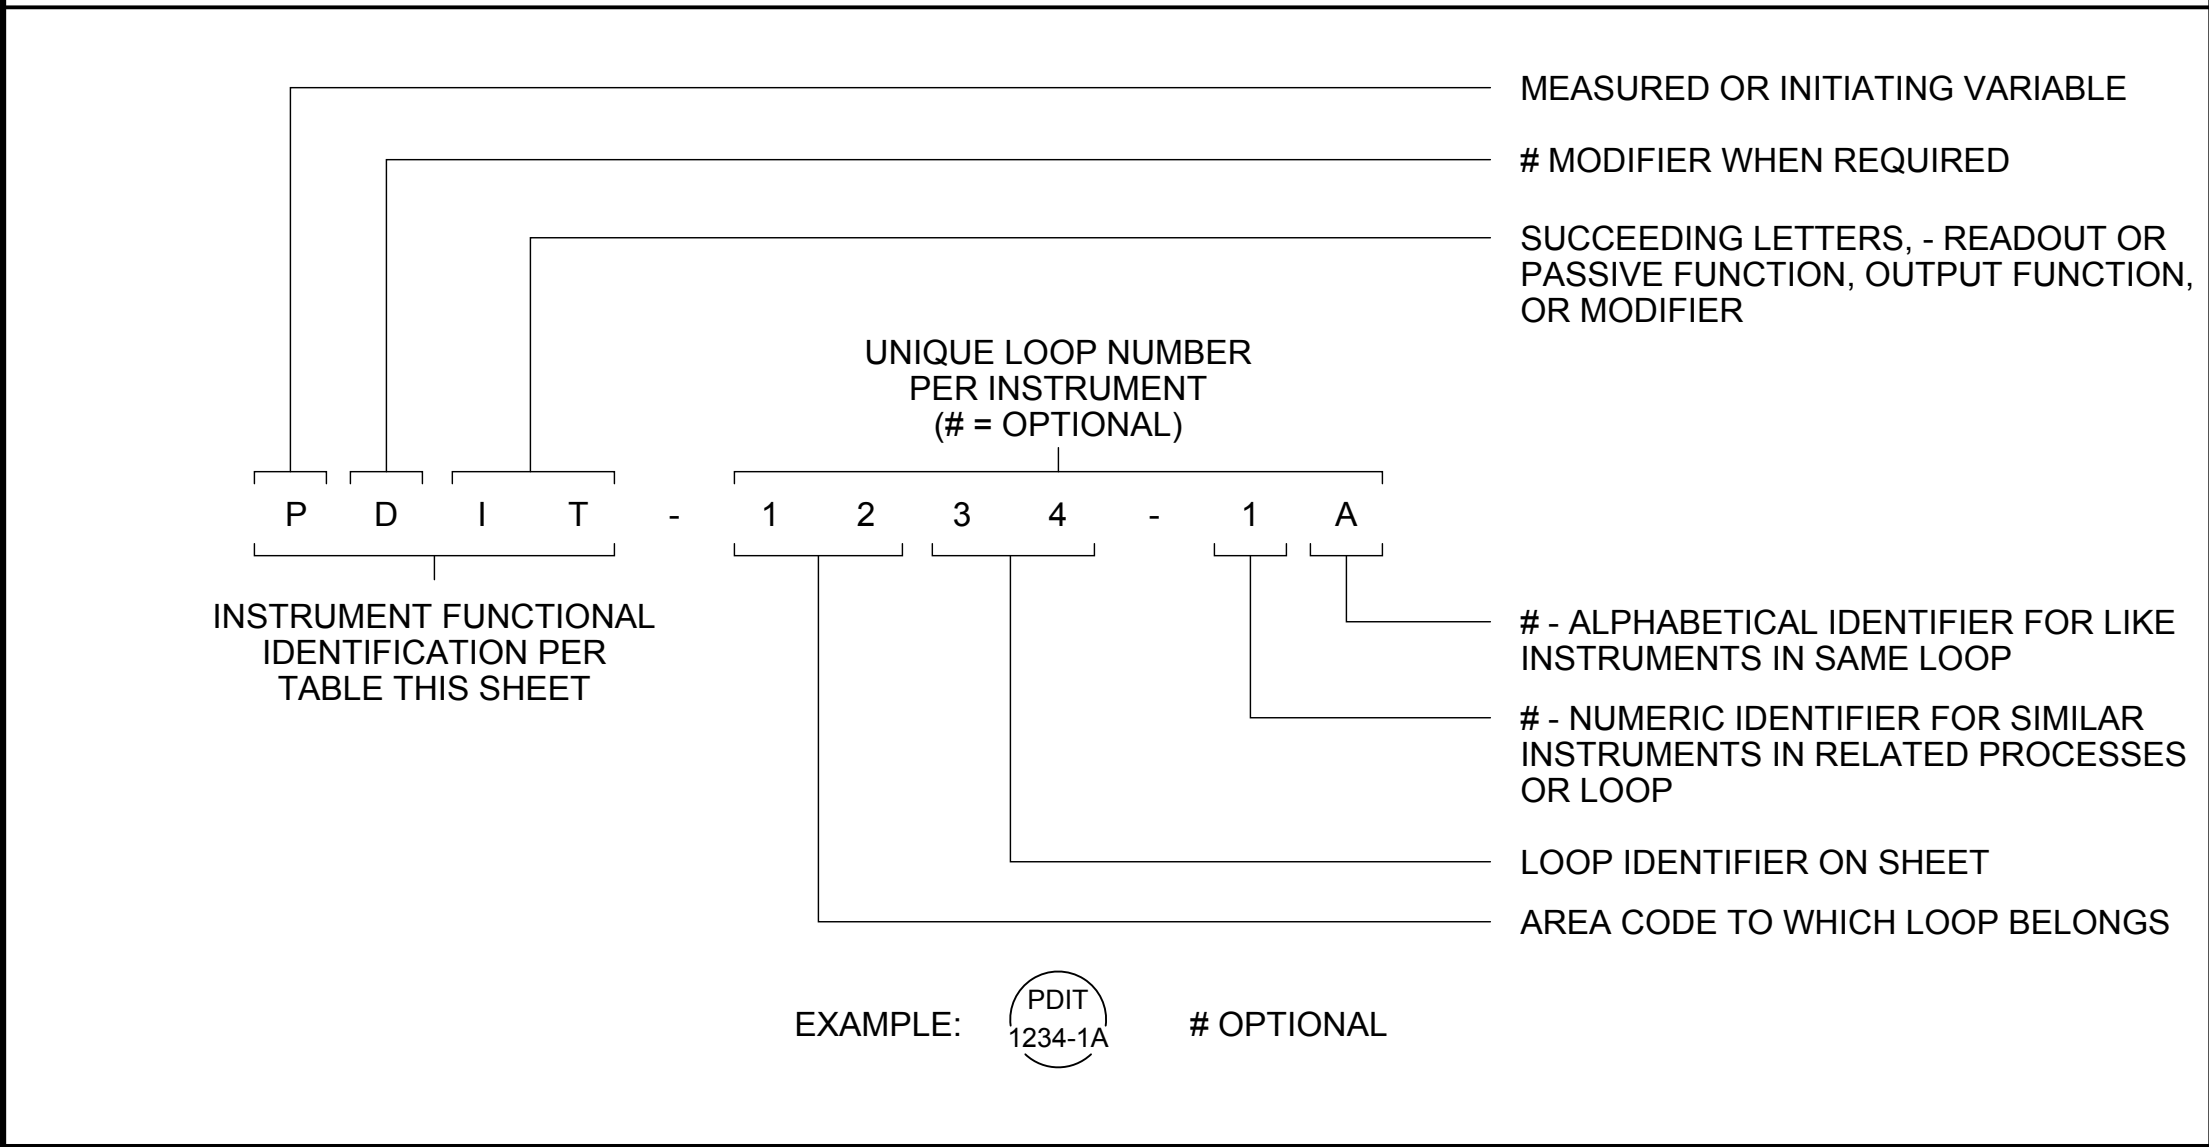 MEASURED OR INITIATING VARIABLE
# MODIFIER WHEN REQUIRED
SUCCEEDING LETTERS, - READOUT OR
PASSIVE FUNCTION, OUTPUT FUNCTION,
OR MODIFIER
UNIQUE LOOP NUMBER
PER INSTRUMENT
(# = OPTIONAL)
P D I T - 1 2 3 4 - 1 A
INSTRUMENT FUNCTIONAL
IDENTIFICATION PER
TABLE THIS SHEET
# - ALPHABETICAL IDENTIFIER FOR LIKE
INSTRUMENTS IN SAME LOOP
# - NUMERIC IDENTIFIER FOR SIMILAR
INSTRUMENTS IN RELATED PROCESSES
OR LOOP
LOOP IDENTIFIER ON SHEET
AREA CODE TO WHICH LOOP BELONGS
EXAMPLE:
PDIT
1234-1A
# OPTIONAL